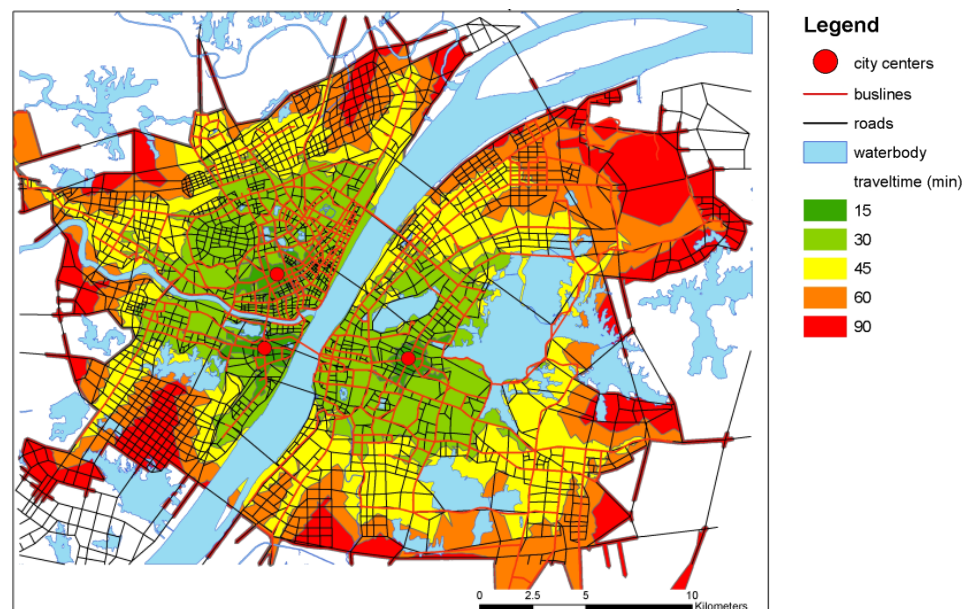 Legend
city centers
buslines
roads
waterbody
traveltime (min)
15
30
45
60
90
0 2.5 5 10
Kilometers